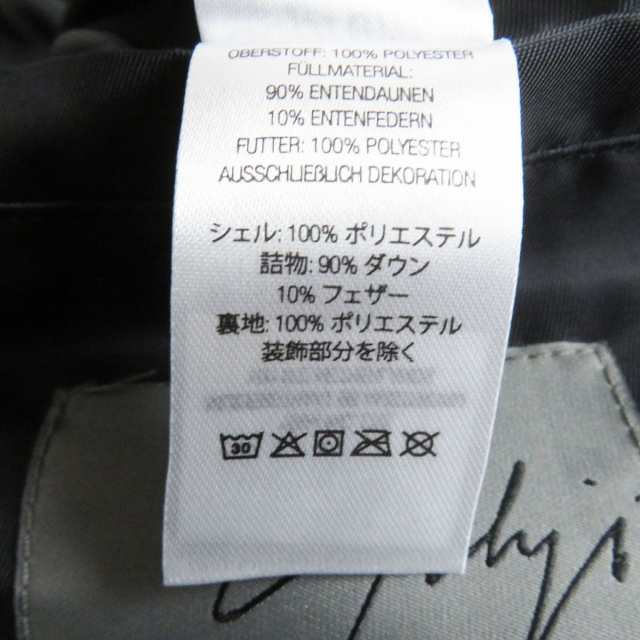 OBERSTOFF: 100% POLYESTER
FÜLLMATERIAL:
90% ENTENDAUNEN
10% ENTENFEDERN
FUTTER: 100% POLYESTER
AUSSCHLIEßLICH DEKORATION
シェル: 100% ポリエステル
詰物: 90% ダウン
10% フェザー
裏地: 100% ポリエステル
装飾部分を除く
30